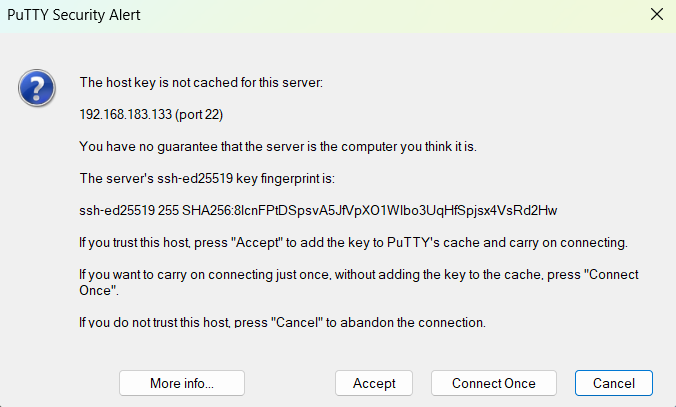 PuTTY Security Alert
The host key is not cached for this server:
192.168.183.133 (port 22)
You have no guarantee that the server is the computer you think it is.
The server's ssh-ed25519 key fingerprint is:
ssh-ed25519 255 SHA256:8lcnFPtDSpsvA5JfVpXO1WIbo3UqHfSpjsx4VsRd2Hw
If you trust this host, press "Accept" to add the key to PuTTY's cache and carry on connecting.
If you want to carry on connecting just once, without adding the key to the cache, press "Connect
Once".
If you do not trust this host, press "Cancel" to abandon the connection.
More info...
Accept
Connect Once
Cancel